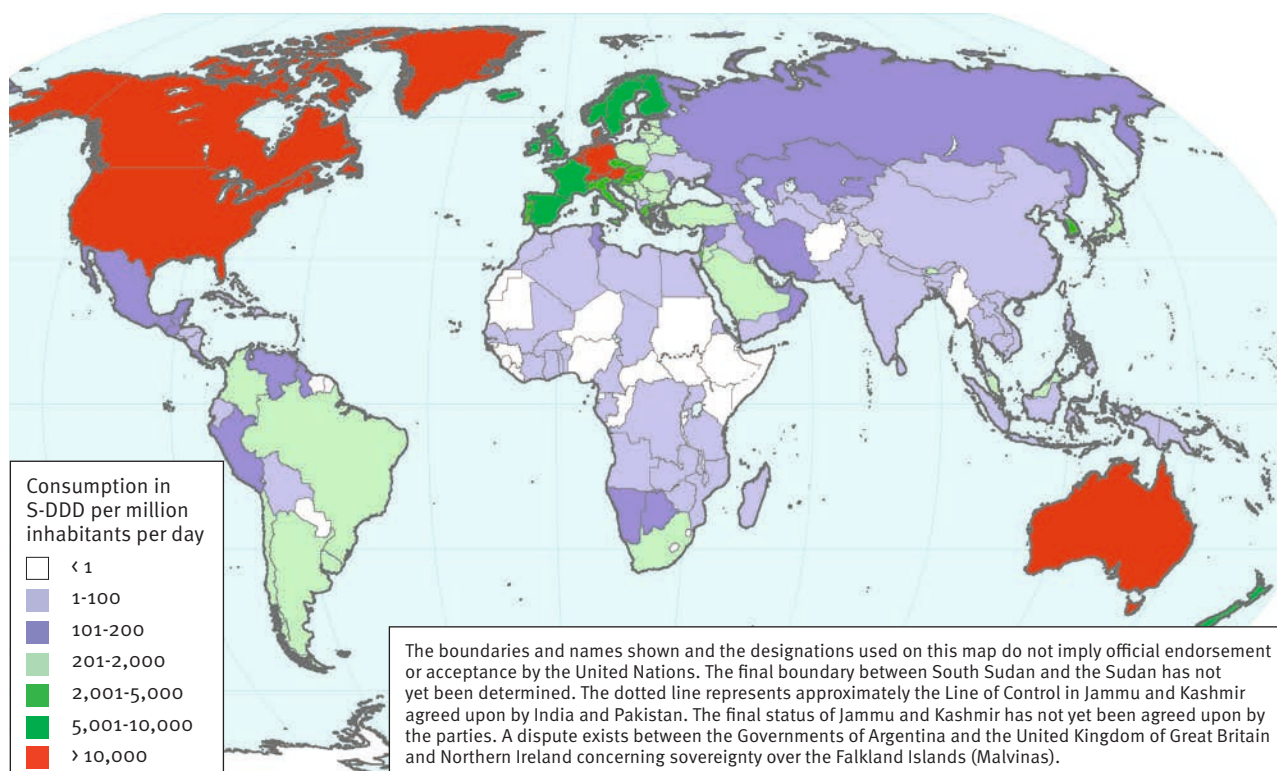 Consumption in
S-DDD per million
inhabitants per day
‹ 1
1-100
101-200
201-2,000
2,001-5,000
5,001-10,000
› 10,000
The boundaries and names shown and the designations used on this map do not imply official endorsement
or acceptance by the United Nations. The final boundary between South Sudan and the Sudan has not
yet been determined. The dotted line represents approximately the Line of Control in Jammu and Kashmir
agreed upon by India and Pakistan. The final status of Jammu and Kashmir has not yet been agreed upon by
the parties. A dispute exists between the Governments of Argentina and the United Kingdom of Great Britain
and Northern Ireland concerning sovereignty over the Falkland Islands (Malvinas).